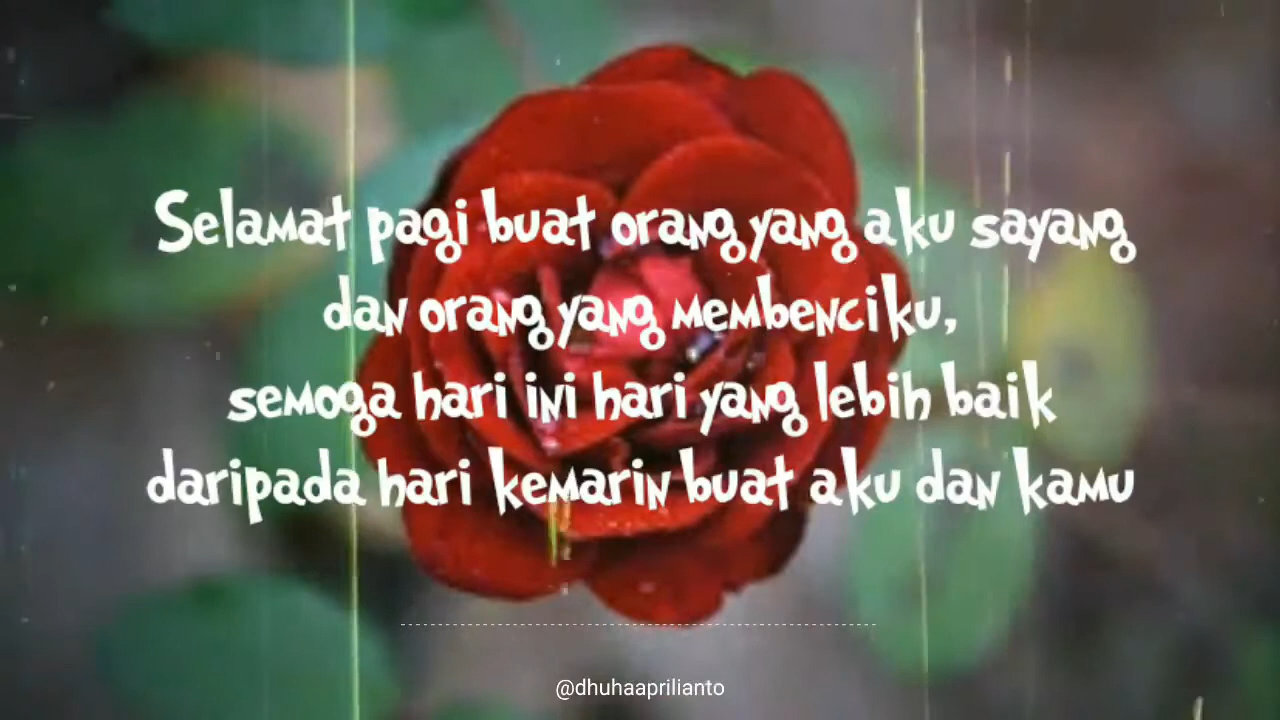 Selamat pagi buat orang yang aku sayang
dan orang yang membenciku,
semoga hari ini hari yang lebih baik
daripada hari kemarin buat aku dan kamu
@dhuhaaprilianto